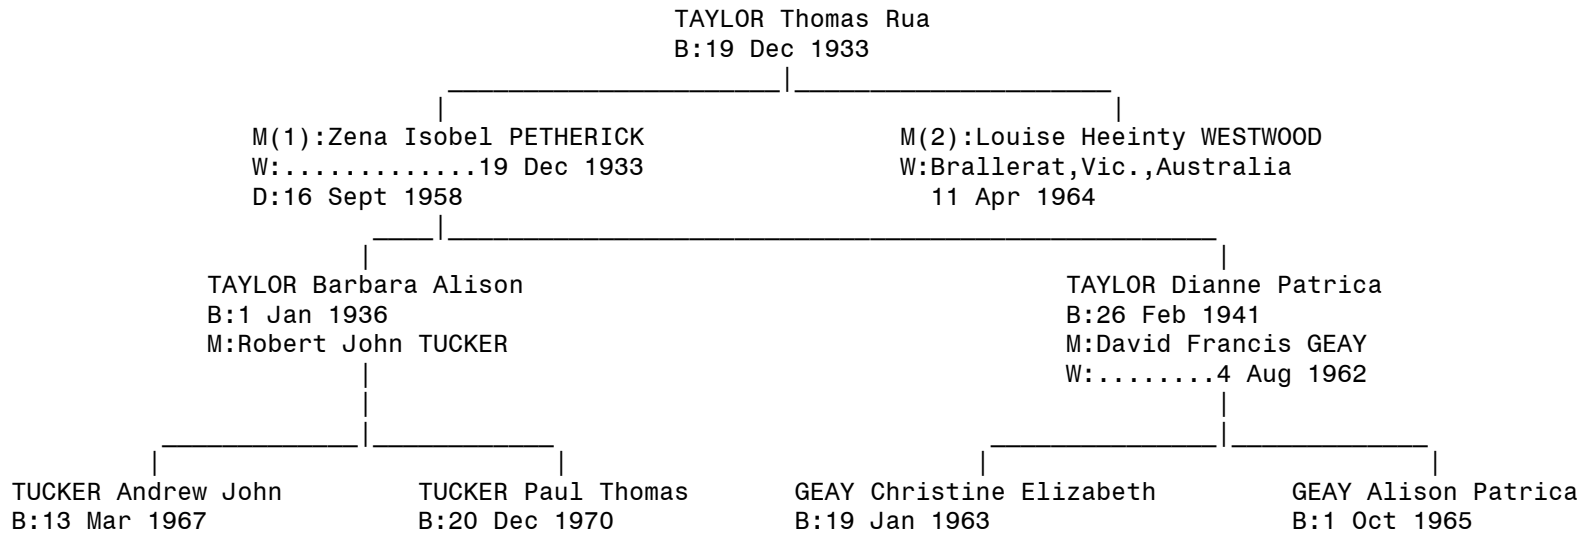 TAYLOR Thomas Rua
B:19 Dec 1933
M(1):Zena Isobel PETHERICK
W:.............19 Dec 1933
D:16 Sept 1958
M(2):Louise Heeinty WESTWOOD
W:Brallerat,Vic.,Australia
11 Apr 1964
TAYLOR Barbara Alison
B:1 Jan 1936
M:Robert John TUCKER
TAYLOR Dianne Patrica
B:26 Feb 1941
M:David Francis GEAY
W:........4 Aug 1962
TUCKER Andrew John
B:13 Mar 1967
TUCKER Paul Thomas
B:20 Dec 1970
GEAY Christine Elizabeth
B:19 Jan 1963
GEAY Alison Patrica
B:1 Oct 1965